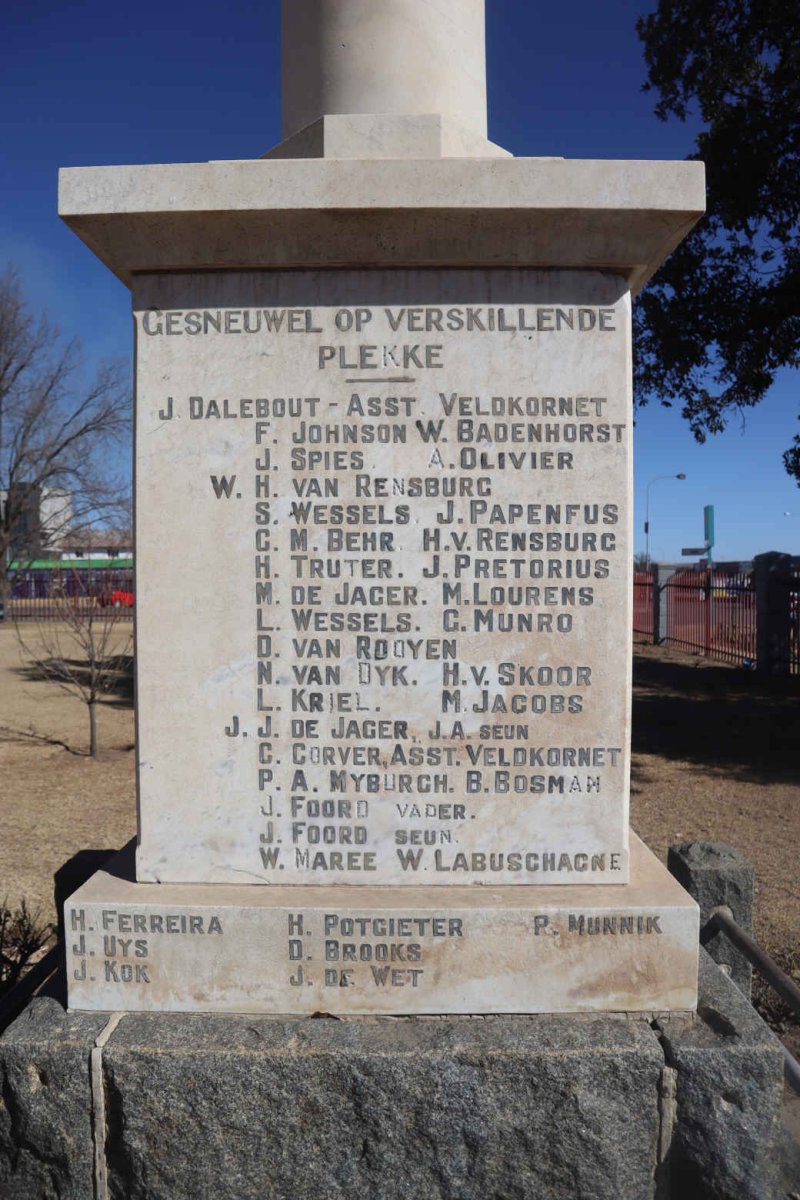 GESNEUWEL OP VERSKILLENDE
PLEKKE
J. DALEBOUT - ASST. VELDKORNET
F. JOHNSON W. BADENHORST
J. SPIES. A. OLIVIER
W. H. VAN RENSBURG
S. WESSELS. J. PAPENFUS
G. M. BEHR. H.V. RENSBURG
H. TRUTER. J. PRETORIUS
M. DE JAGER. M. LOURENS
L. WESSELS. G. MUNRO
D. VAN ROOYEN
N. VAN DYK. H.V. SKOOR
L. KRIEL. M. JACOBS
J. J. DE JAGER, J.A. SEUN
C. CORVER, ASST. VELDKORNET
P. A. MYBURGH. B. BOSMAN
J. FOORD VADER.
J. FOORD SEUN.
W. MAREE W. LABUSCHAGNE
H. FERREIRA H. POTGIETER P. MUNNIK
J. UYS D. BROOKS
J. KOK J. DE WET